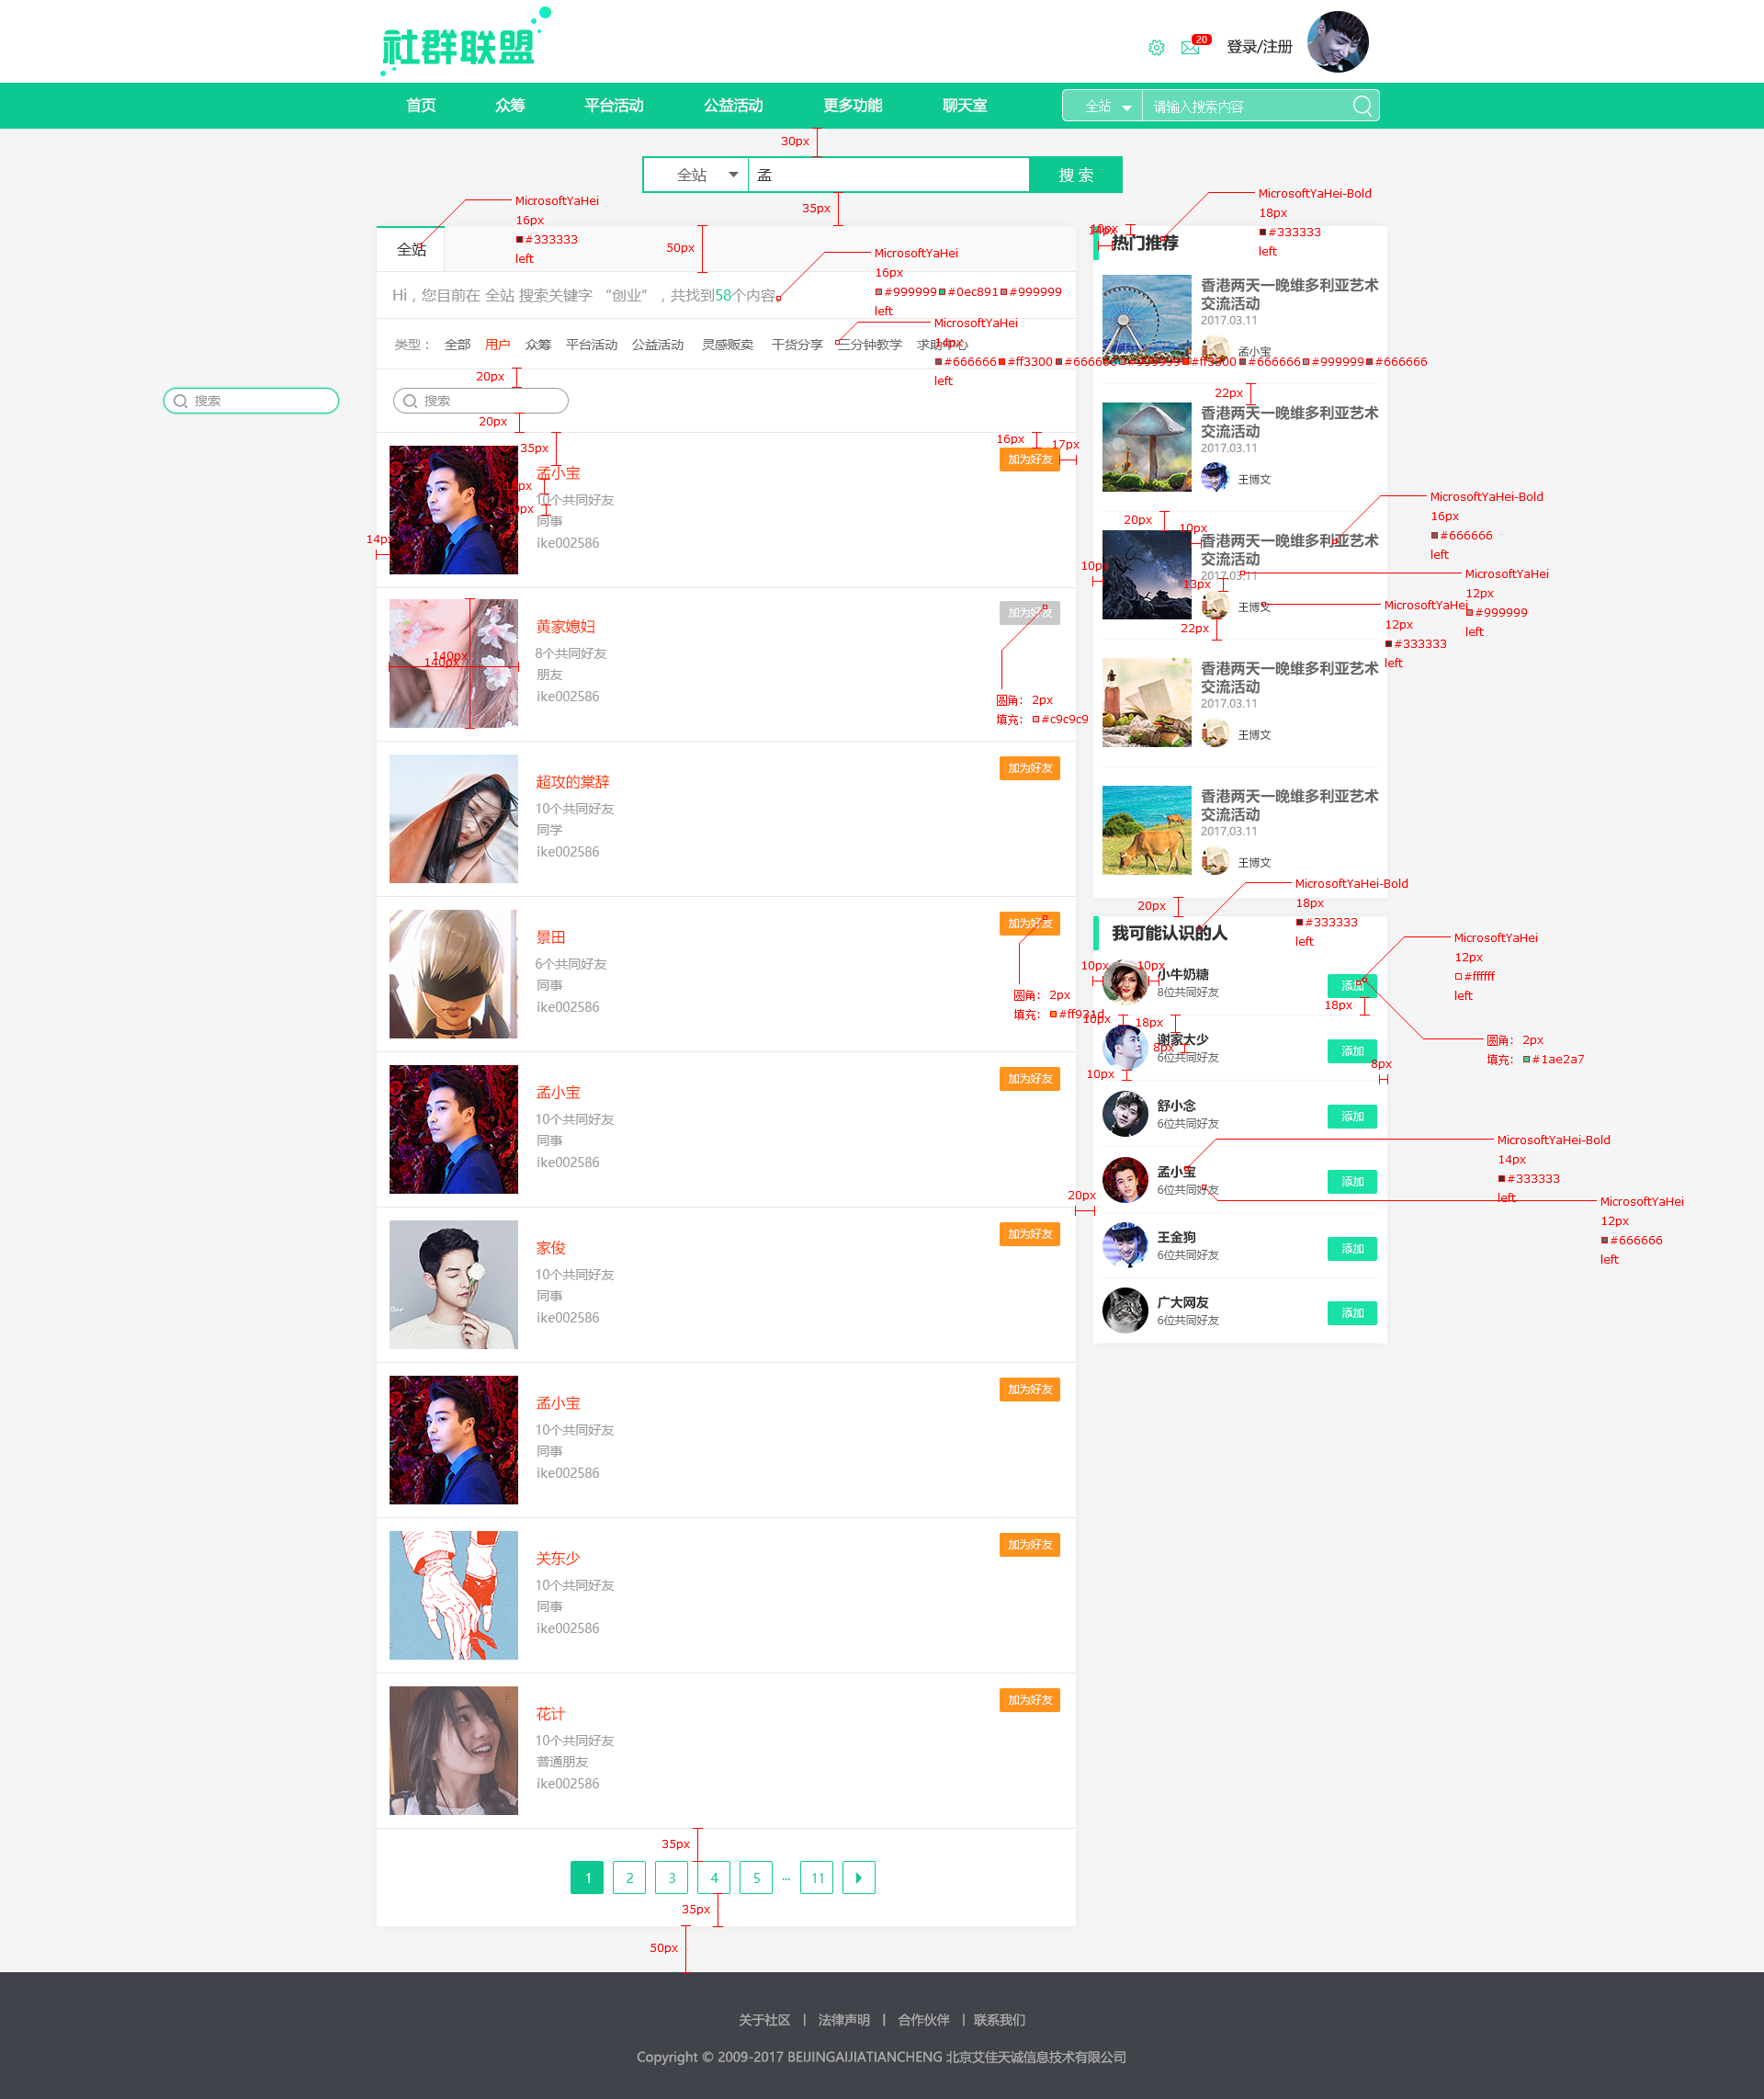 社群联盟
20
登录/注册
首页 众筹 平台活动 公益活动 更多功能 聊天室
全站 请输入搜索内容
30px
全站 孟 搜 索
35px
MicrosoftYaHei
16px
#333333
left
MicrosoftYaHei-Bold
18px
#333333
left
全站
50px
Hi，您目前在 全站 搜索关键字 “创业” ，共找到58个内容。
MicrosoftYaHei
16px
#999999 #0ec891 #999999
left
类型： 全部 用户 众筹 平台活动 公益活动 灵感贩卖 干货分享 三分钟教学 求助中心
MicrosoftYaHei
14px
#666666 #ff3300 #666666 #999999 #ff3300 #666666 #999999 #666666
left
20px
搜索
搜索
20px
35px
16px
17px
孟小宝
10个共同好友
同事
ike002586
加为好友
10px
14px
黄家媳妇
8个共同好友
朋友
ike002586
加为好友
140px
140px
圆角： 2px
填充： #c9c9c9
超攻的棠辞
10个共同好友
同学
ike002586
加为好友
景田
6个共同好友
同事
ike002586
加为好友
圆角： 2px
填充： #ff931d
孟小宝
10个共同好友
同事
ike002586
加为好友
家俊
10个共同好友
同事
ike002586
加为好友
孟小宝
10个共同好友
同事
ike002586
加为好友
关东少
10个共同好友
同事
ike002586
加为好友
花计
10个共同好友
普通朋友
ike002586
加为好友
35px
1 2 3 4 5 ... 11
35px
50px
14px
热门推荐
香港两天一晚维多利亚艺术
交流活动
2017.03.11
孟小宝
22px
香港两天一晚维多利亚艺术
交流活动
2017.03.11
王博文
20px
10px
MicrosoftYaHei-Bold
16px
#666666
left
香港两天一晚维多利亚艺术
交流活动
2017.03.11
王博文
10px
13px
22px
MicrosoftYaHei
12px
#999999
left
MicrosoftYaHei
12px
#333333
left
香港两天一晚维多利亚艺术
交流活动
2017.03.11
王博文
香港两天一晚维多利亚艺术
交流活动
2017.03.11
王博文
20px
MicrosoftYaHei-Bold
18px
#333333
left
我可能认识的人
MicrosoftYaHei
12px
#ffffff
left
10px
10px
小牛奶糖
8位共同好友
添加
18px
10px
18px
谢家大少
6位共同好友
添加
8px
10px
8px
圆角： 2px
填充： #1ae2a7
舒小念
6位共同好友
添加
MicrosoftYaHei-Bold
14px
#333333
left
孟小宝
6位共同好友
添加
20px
MicrosoftYaHei
12px
#666666
left
王金狗
6位共同好友
添加
广大网友
6位共同好友
添加
关于社区 | 法律声明 | 合作伙伴 | 联系我们
Copyright © 2009-2017 BEIJINGAIJIATIANCHENG 北京艾佳天诚信息技术有限公司